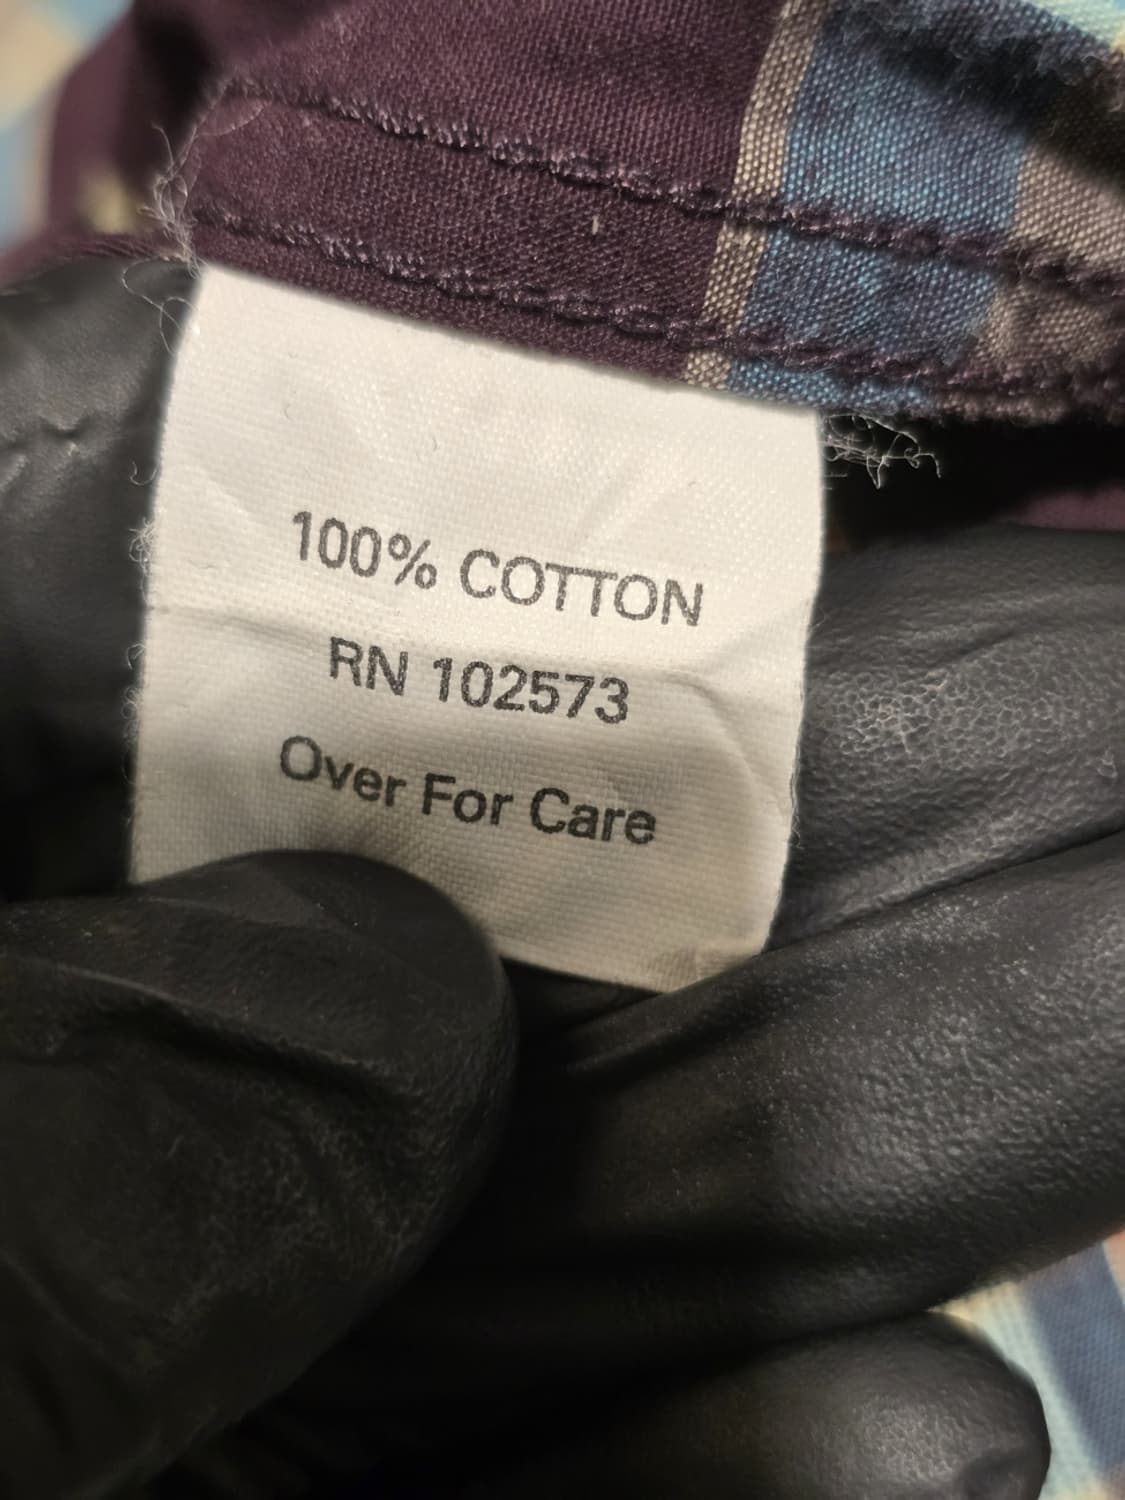 100% COTTON
RN 102573
Over For Care